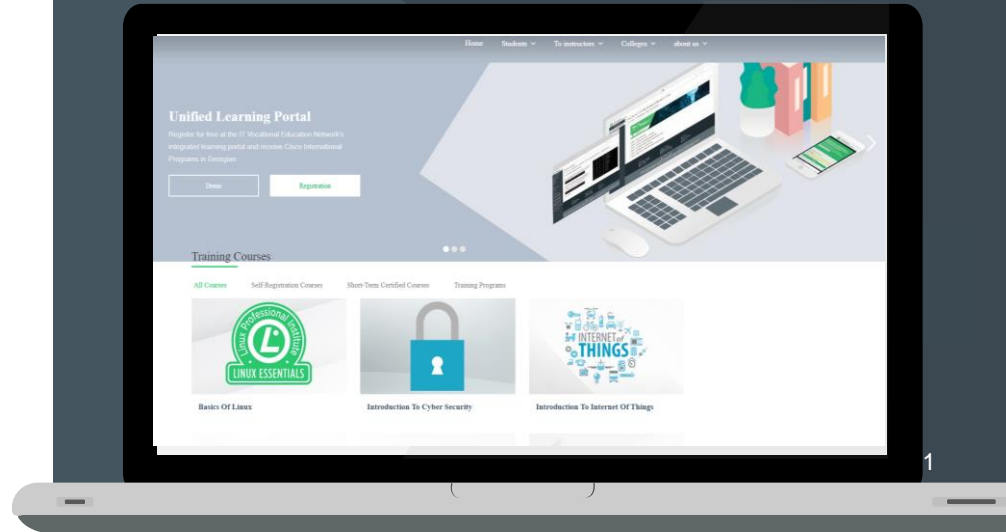 Home Students To instructors Colleges about us
Unified Learning Portal
Register for free at the IT Vocational Education Network's
integrated learning portal and receive Cisco International
Programs in Georgian
Demo Registration
Training Courses
All Courses Self-Registration Courses Short-Term Certified Courses Training Programs
Linux Professional Institute
LINUX ESSENTIALS
INTERNET of
THINGS
Basics Of Linux Introduction To Cyber Security Introduction To Internet Of Things
1